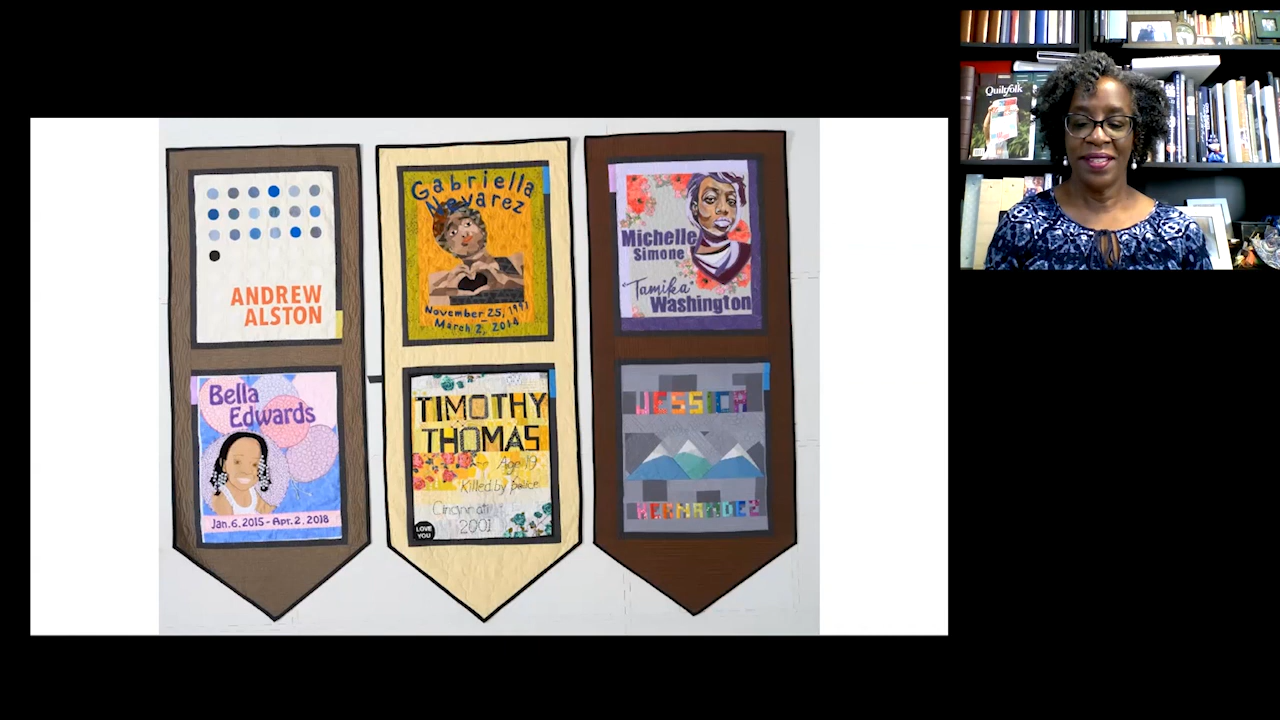 ANDREW
ALSTON
Bella
Edwards
Jan. 6, 2015 - Apr. 2, 2018
Gabriella
Nevarez
November 25, 1991
March 2, 2014
TIMOTHY
THOMAS
Age 19
Killed by police
Cincinnati
2001
LOVE
YOU
Michelle
Simone
"Tamika"
Washington
JESSICA
HERNANDEZ
Quiltfolk